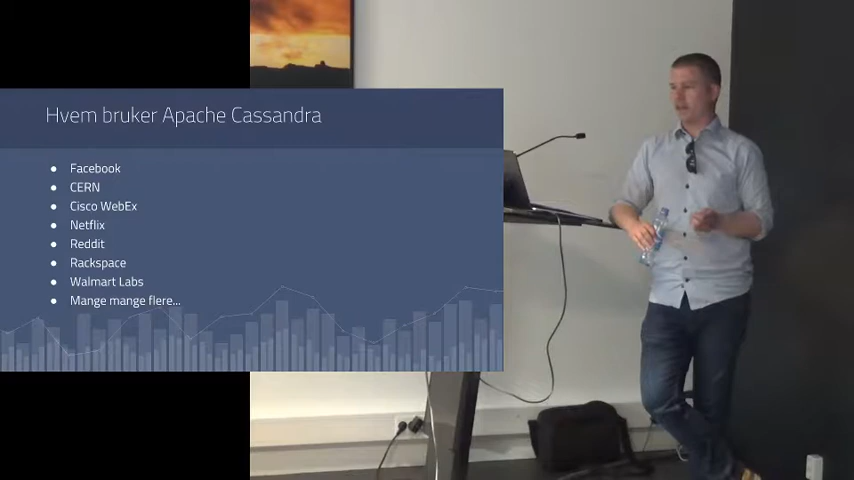 Hvem bruker Apache Cassandra
● Facebook
● CERN
● Cisco WebEx
● Netflix
● Reddit
● Rackspace
● Walmart Labs
● Mange mange flere...